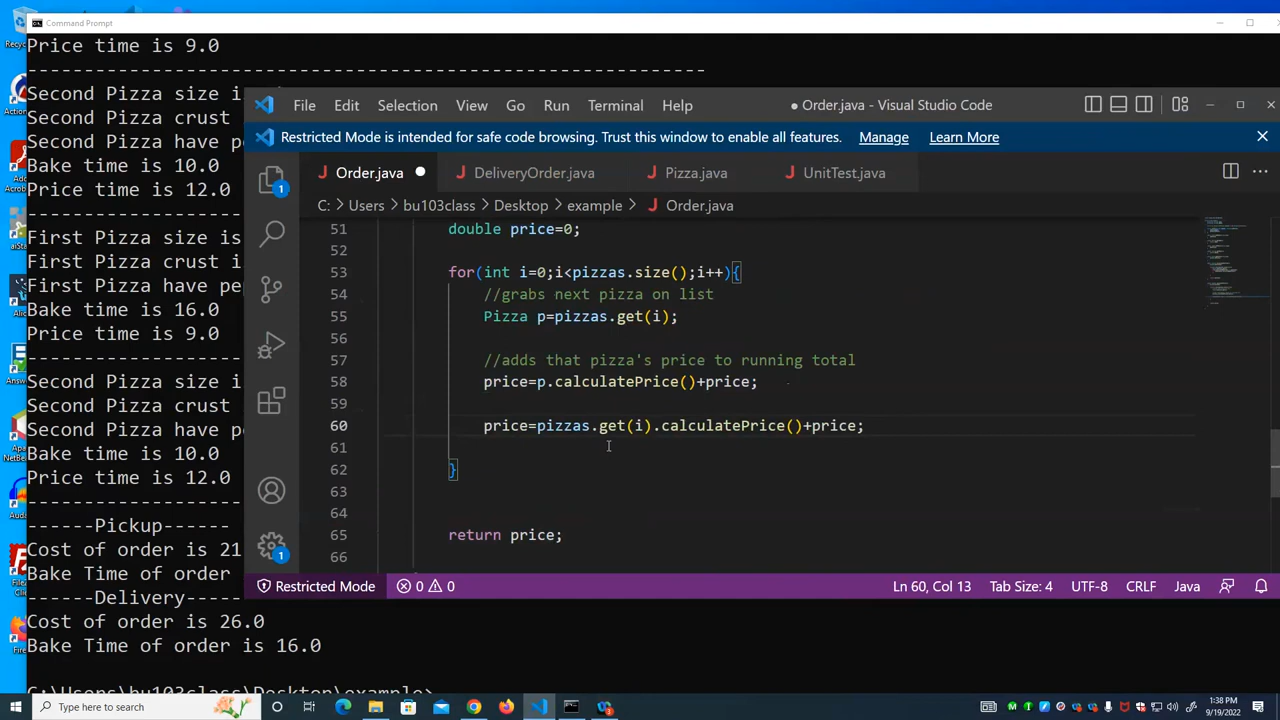 Command Prompt
Price time is 9.0
Second Pizza size i
Second Pizza crust
Second Pizza have pe
Bake time is 10.0
Price time is 12.0
First Pizza size is
First Pizza crust i
First Pizza have pe
Bake time is 16.0
Price time is 9.0
Second Pizza size i
Second Pizza crust
Second Pizza have pe
Bake time is 10.0
Price time is 12.0
------Pickup------
Cost of order is 21
Bake Time of order
------Delivery-----
Cost of order is 26.0
Bake Time of order is 16.0
C:\Users\bu103class\Desktop\example>
File Edit Selection View Go Run Terminal Help
● Order.java - Visual Studio Code
Restricted Mode is intended for safe code browsing. Trust this window to enable all features. Manage Learn More
J Order.java ● J DeliveryOrder.java J Pizza.java J UnitTest.java
C: > Users > bu103class > Desktop > example > J Order.java
51 double price=0;
52
53 for(int i=0;i<pizzas.size();i++){
54 //grabs next pizza on list
55 Pizza p=pizzas.get(i);
56
57 //adds that pizza's price to running total
58 price=p.calculatePrice()+price;
59
60 price=pizzas.get(i).calculatePrice()+price;
61
62 }
63
64
65 return price;
66
1
1
Restricted Mode 0 0 Ln 60, Col 13 Tab Size: 4 UTF-8 CRLF Java
Type here to search
1:38 PM
9/19/2022